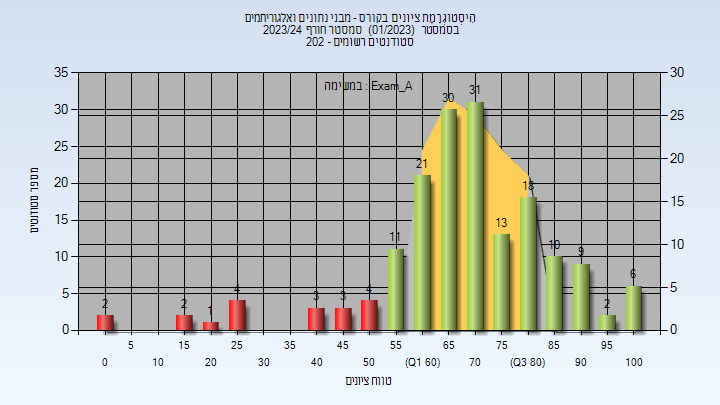 היסטוגרמת ציונים בקורס - מבני נתונים ואלגוריתמים
בסמסטר (01/2023) סמסטר חורף 2023/24
סטודנטים רשומים - 202
במשימה : Exam_A
מספר סטודנטים
35 30 25 20 15 10 5 0
30 25 20 15 10 5 0
2 2 1 4 3 3 4 11 21 30 31 13 18 10 9 2 6
5 15 25 35 45 55 65 75 85 95
0 10 20 30 40 50 (Q1 60) 70 (Q3 80) 90 100
טווח ציונים